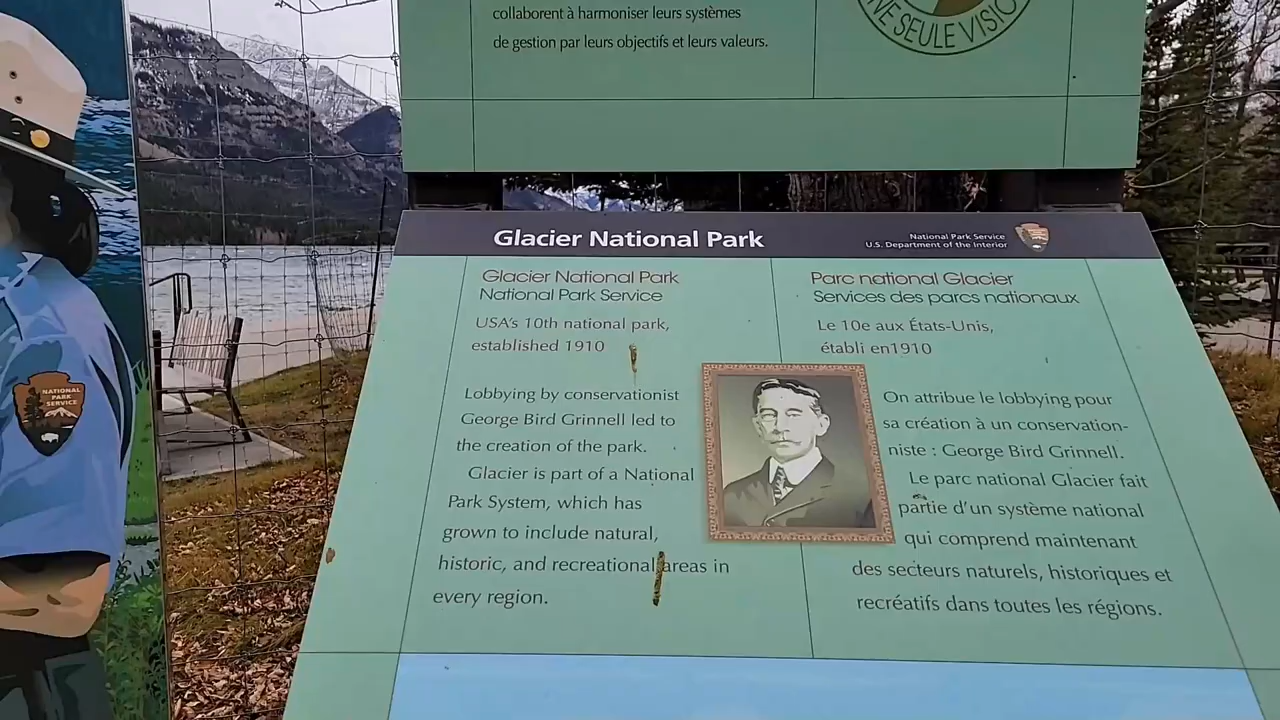 collaborent à harmoniser leurs systèmes
de gestion par leurs objectifs et leurs valeurs.
NE SEULE VISIO
Glacier National Park
National Park Service
U.S. Department of the Interior
Glacier National Park
National Park Service
USA's 10th national park,
established 1910
Lobbying by conservationist
George Bird Grinnell led to
the creation of the park.
Glacier is part of a National
Park System, which has
grown to include natural,
historic, and recreational areas in
every region.
Parc national Glacier
Services des parcs nationaux
Le 10e aux États-Unis,
établi en1910
On attribue le lobbying pour
sa création à un conservation-
niste : George Bird Grinnell.
Le parc national Glacier fait
partie d'un système national
qui comprend maintenant
des secteurs naturels, historiques et
recréatifs dans toutes les régions.
NATIONAL
PARK
SERVICE